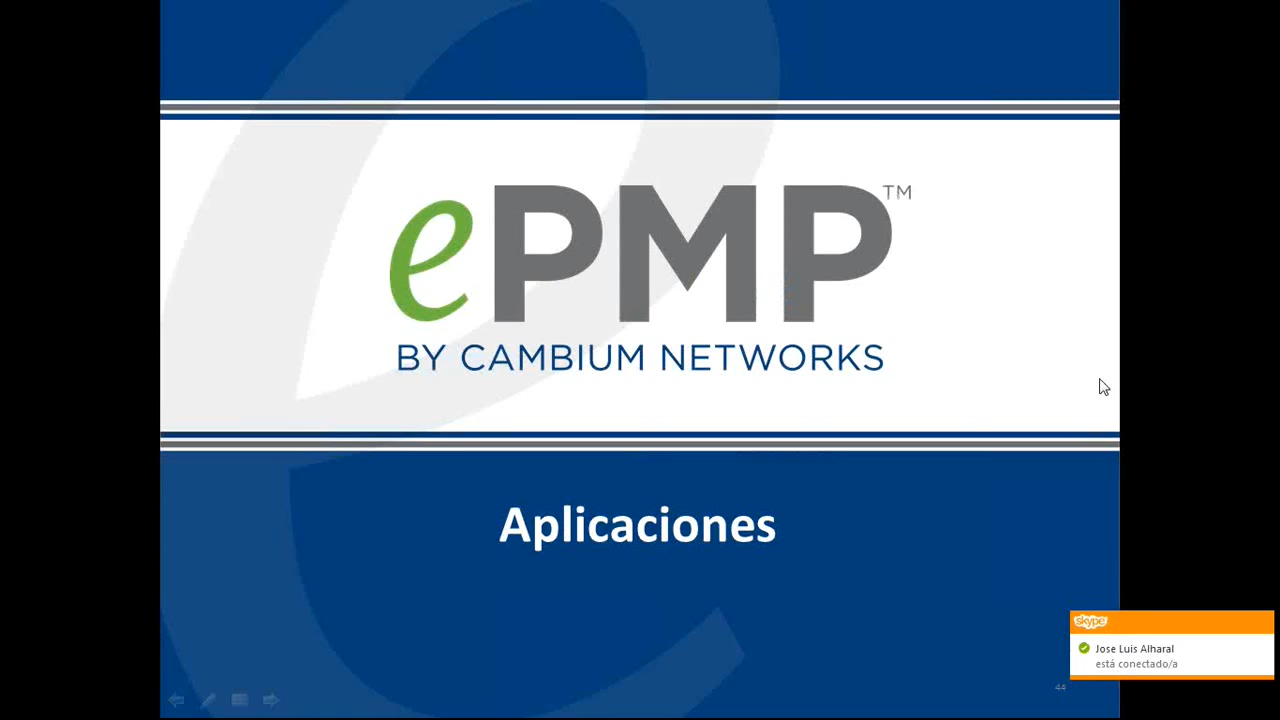 ePMP™
BY CAMBIUM NETWORKS
Aplicaciones
skype
Jose Luis Alharal
está conectado/a
44